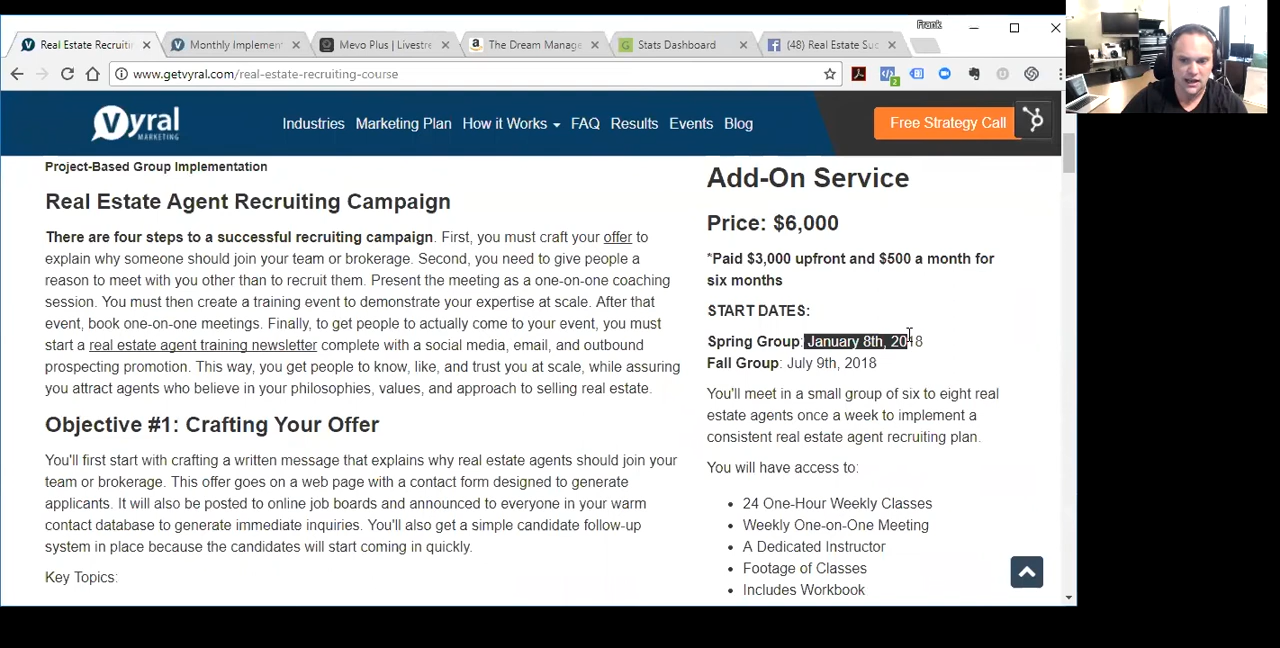 Frank
Real Estate Recruiti
Monthly Implemen
Mevo Plus | Livestre
The Dream Manage
Stats Dashboard
(48) Real Estate Suc
www.getvyral.com/real-estate-recruiting-course
Vyral
MARKETING
Industries Marketing Plan How it Works FAQ Results Events Blog
Free Strategy Call
Project-Based Group Implementation
Real Estate Agent Recruiting Campaign
There are four steps to a successful recruiting campaign. First, you must craft your offer to
explain why someone should join your team or brokerage. Second, you need to give people a
reason to meet with you other than to recruit them. Present the meeting as a one-on-one coaching
session. You must then create a training event to demonstrate your expertise at scale. After that
event, book one-on-one meetings. Finally, to get people to actually come to your event, you must
start a real estate agent training newsletter complete with a social media, email, and outbound
prospecting promotion. This way, you get people to know, like, and trust you at scale, while assuring
you attract agents who believe in your philosophies, values, and approach to selling real estate.
Objective #1: Crafting Your Offer
You'll first start with crafting a written message that explains why real estate agents should join your
team or brokerage. This offer goes on a web page with a contact form designed to generate
applicants. It will also be posted to online job boards and announced to everyone in your warm
contact database to generate immediate inquiries. You'll also get a simple candidate follow-up
system in place because the candidates will start coming in quickly.
Key Topics:
Add-On Service
Price: $6,000
*Paid $3,000 upfront and $500 a month for
six months
START DATES:
Spring Group: January 8th, 2018
Fall Group: July 9th, 2018
You'll meet in a small group of six to eight real
estate agents once a week to implement a
consistent real estate agent recruiting plan.
You will have access to:
• 24 One-Hour Weekly Classes
• Weekly One-on-One Meeting
• A Dedicated Instructor
• Footage of Classes
• Includes Workbook